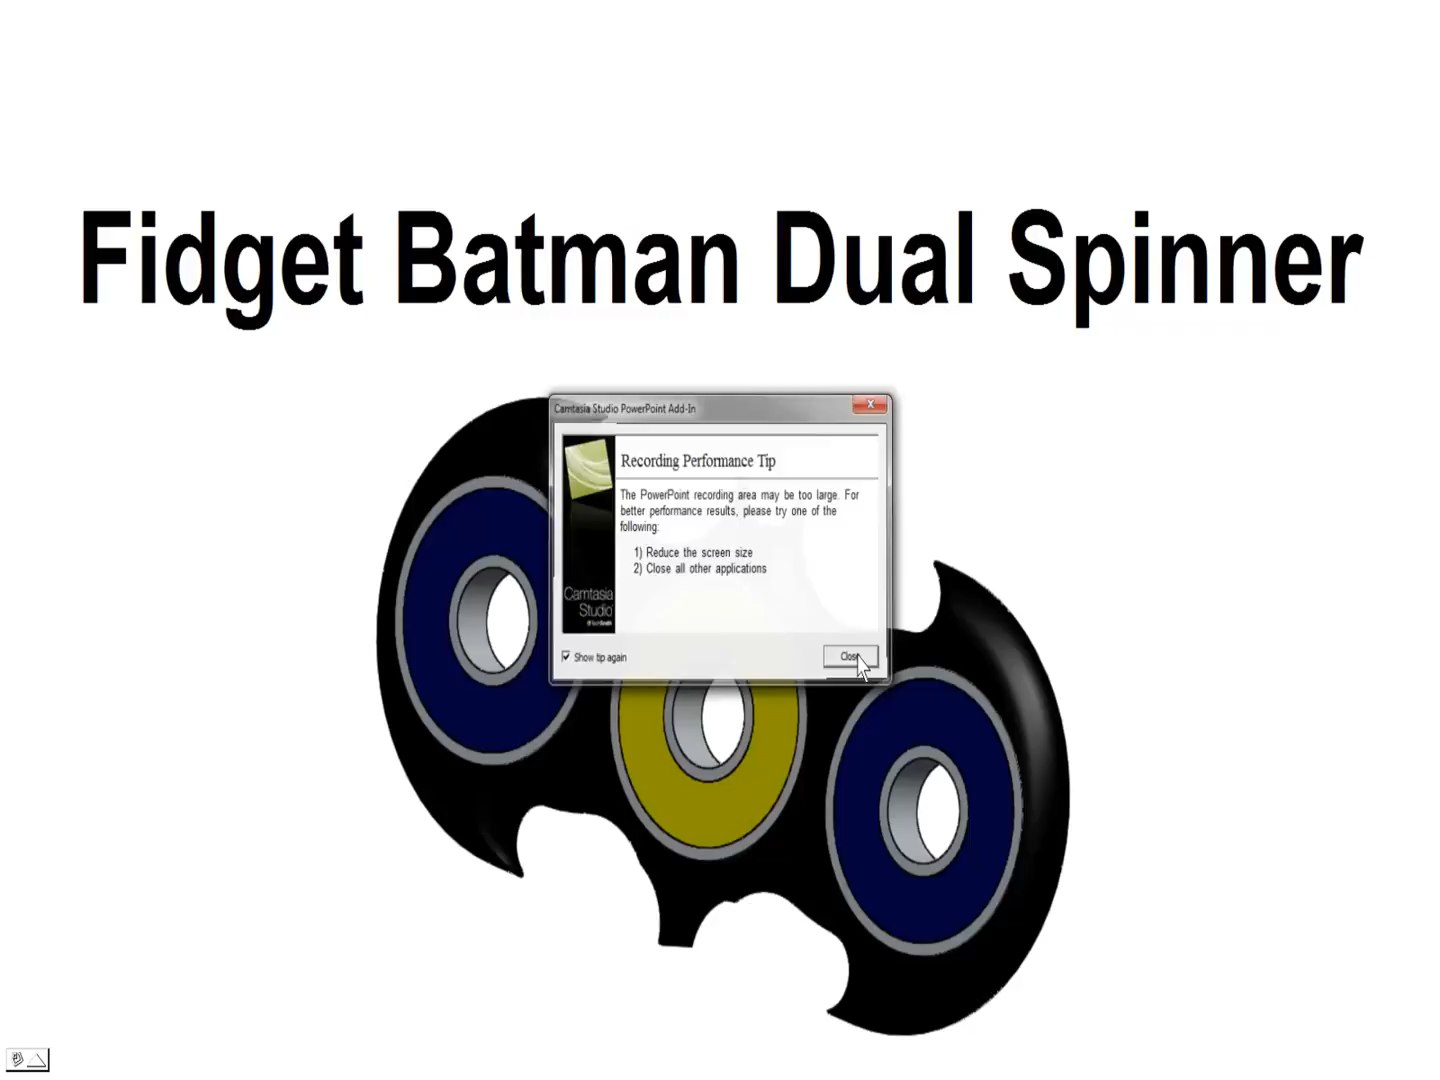 Fidget Batman Dual Spinner
Camtasia Studio PowerPoint Add-In
Recording Performance Tip
The PowerPoint recording area may be too large. For
better performance results, please try one of the
following:
1) Reduce the screen size
2) Close all other applications
Camtasia
Studio
Show tip again